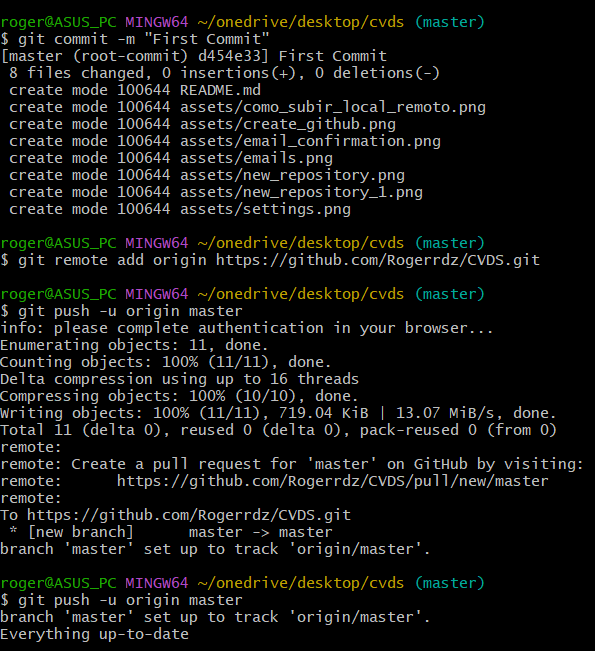 roger@ASUS_PC MINGW64 ~/onedrive/desktop/cvds (master)
$ git commit -m "First Commit"
[master (root-commit) d454e33] First Commit
 8 files changed, 0 insertions(+), 0 deletions(-)
 create mode 100644 README.md
 create mode 100644 assets/como_subir_local_remoto.png
 create mode 100644 assets/create_github.png
 create mode 100644 assets/email_confirmation.png
 create mode 100644 assets/emails.png
 create mode 100644 assets/new_repository.png
 create mode 100644 assets/new_repository_1.png
 create mode 100644 assets/settings.png
roger@ASUS_PC MINGW64 ~/onedrive/desktop/cvds (master)
$ git remote add origin https://github.com/Rogerrdz/CVDS.git
roger@ASUS_PC MINGW64 ~/onedrive/desktop/cvds (master)
$ git push -u origin master
info: please complete authentication in your browser...
Enumerating objects: 11, done.
Counting objects: 100% (11/11), done.
Delta compression using up to 16 threads
Compressing objects: 100% (10/10), done.
Writing objects: 100% (11/11), 719.04 KiB | 13.07 MiB/s, done.
Total 11 (delta 0), reused 0 (delta 0), pack-reused 0 (from 0)
remote:
remote: Create a pull request for 'master' on GitHub by visiting:
remote:      https://github.com/Rogerrdz/CVDS/pull/new/master
remote:
To https://github.com/Rogerrdz/CVDS.git
 * [new branch]      master -> master
branch 'master' set up to track 'origin/master'.
roger@ASUS_PC MINGW64 ~/onedrive/desktop/cvds (master)
$ git push -u origin master
branch 'master' set up to track 'origin/master'.
Everything up-to-date